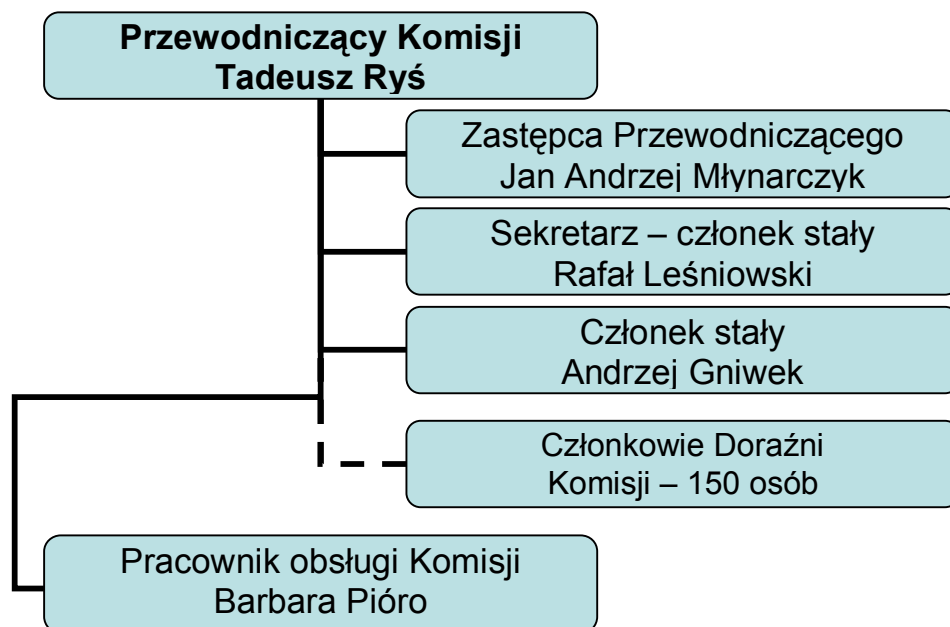 Przewodniczący Komisji
Tadeusz Ryś
Zastępca Przewodniczącego
Jan Andrzej Młynarczyk
Sekretarz – członek stały
Rafał Leśniowski
Członek stały
Andrzej Gniwek
Członkowie Doraźni
Komisji – 150 osób
Pracownik obsługi Komisji
Barbara Pióro